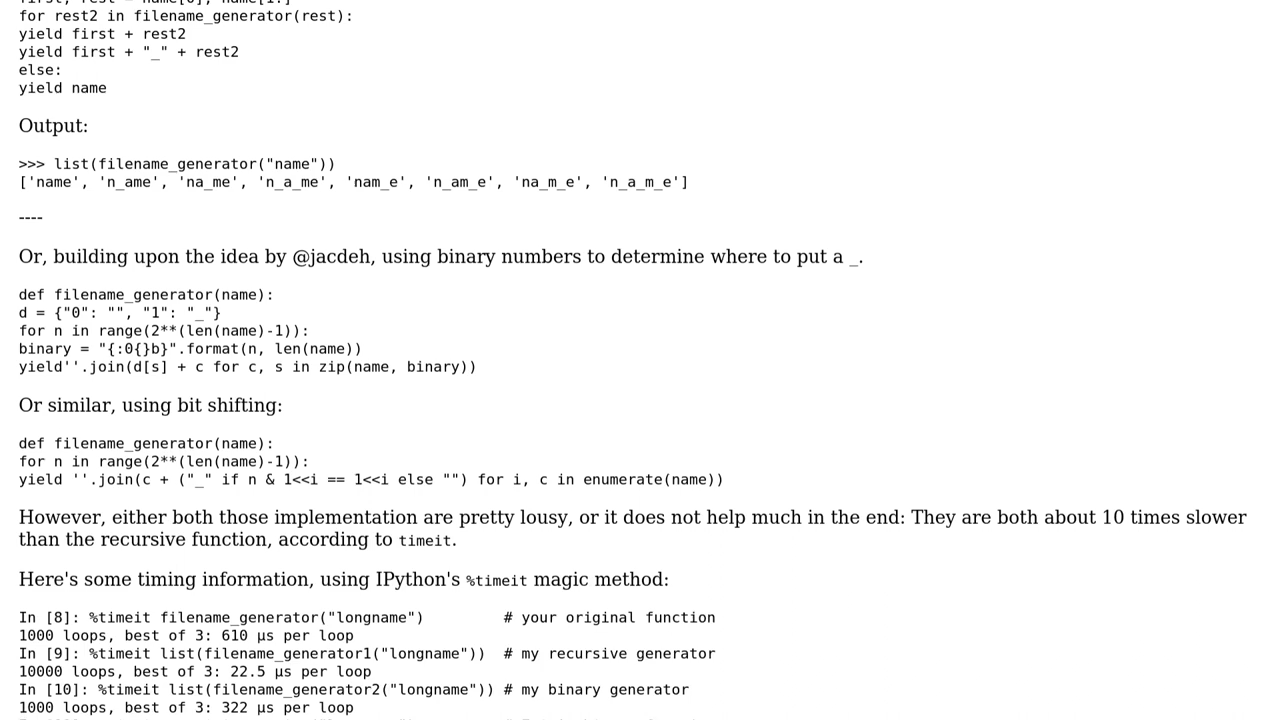 for rest2 in filename_generator(rest):
yield first + rest2
yield first + "_" + rest2
else:
yield name
Output:
>>> list(filename_generator("name"))
['name', 'n_ame', 'na_me', 'n_a_me', 'nam_e', 'n_am_e', 'na_m_e', 'n_a_m_e']
----
Or, building upon the idea by @jacdeh, using binary numbers to determine where to put a _.
def filename_generator(name):
d = {"0": "", "1": "_"}
for n in range(2**(len(name)-1)):
binary = "{:0{}b}".format(n, len(name))
yield''.join(d[s] + c for c, s in zip(name, binary))
Or similar, using bit shifting:
def filename_generator(name):
for n in range(2**(len(name)-1)):
yield ''.join(c + ("_" if n & 1<<i == 1<<i else "") for i, c in enumerate(name))
However, either both those implementation are pretty lousy, or it does not help much in the end: They are both about 10 times slower
than the recursive function, according to timeit.
Here's some timing information, using IPython's %timeit magic method:
In [8]: %timeit filename_generator("longname")         # your original function
1000 loops, best of 3: 610 µs per loop
In [9]: %timeit list(filename_generator1("longname"))  # my recursive generator
10000 loops, best of 3: 22.5 µs per loop
In [10]: %timeit list(filename_generator2("longname")) # my binary generator
1000 loops, best of 3: 322 µs per loop